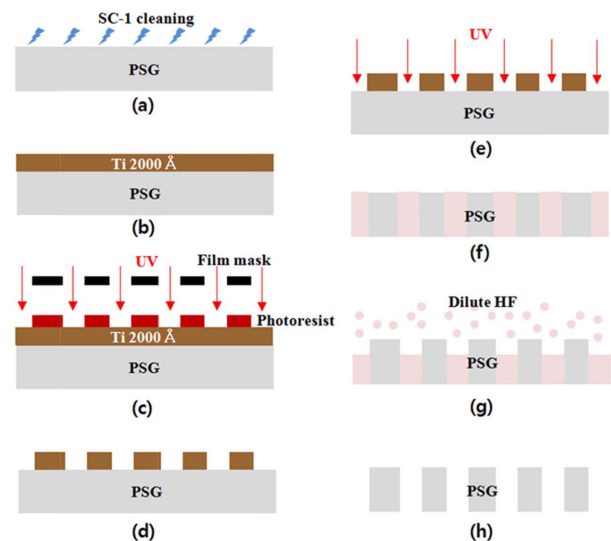 SC-1 cleaning
PSG
(a)
Ti 2000 Å
PSG
(b)
UV
Film mask
Photoresist
Ti 2000 Å
PSG
(c)
PSG
(d)
UV
PSG
(e)
PSG
(f)
Dilute HF
PSG
(g)
PSG
(h)